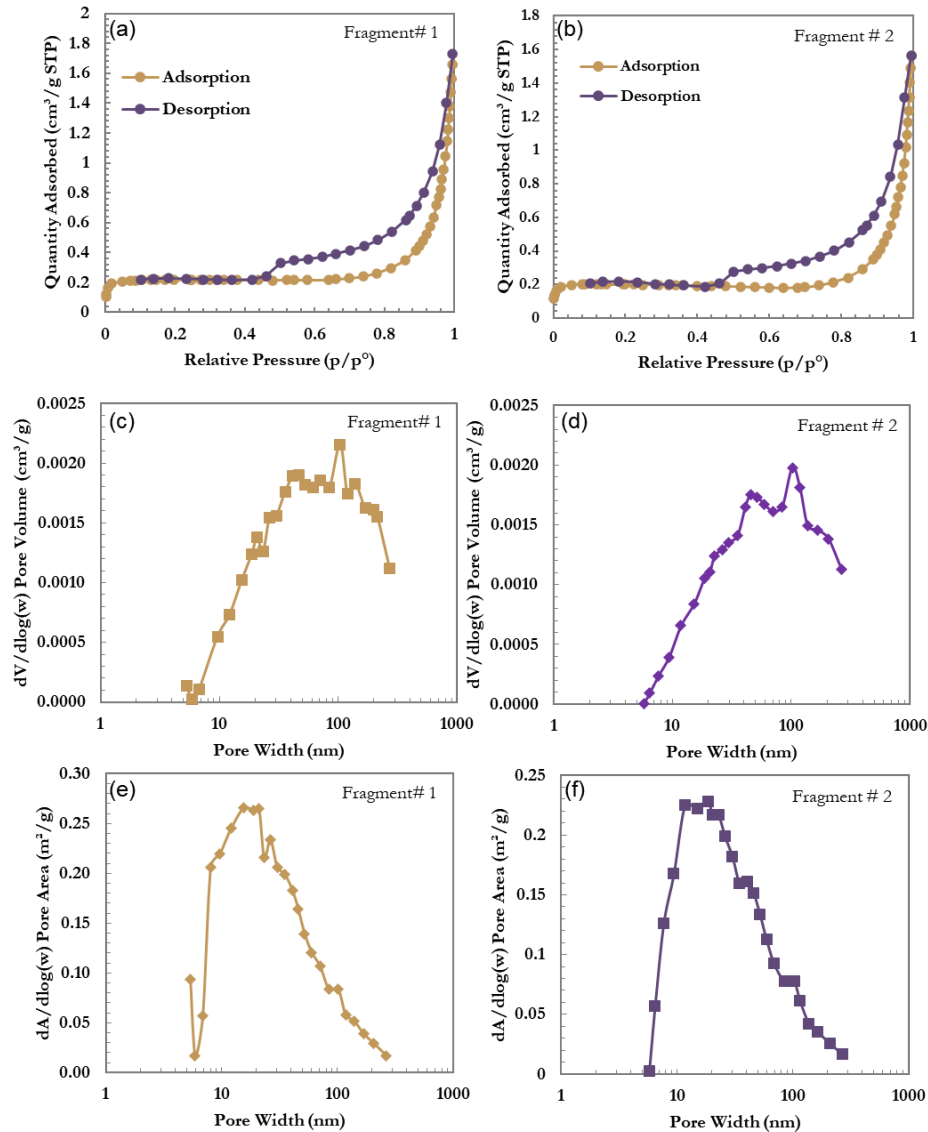 (a)
Fragment# 1
Adsorption
Desorption
Quantity Adsorbed (cm³/g STP)
2
1.8
1.6
1.4
1.2
1
0.8
0.6
0.4
0.2
0
0 0.2 0.4 0.6 0.8 1
Relative Pressure (p/p°)
(b)
Fragment # 2
Adsorption
Desorption
Quantity Adsorbed (cm³/g STP)
1.8
1.6
1.4
1.2
1
0.8
0.6
0.4
0.2
0
0 0.2 0.4 0.6 0.8 1
Relative Pressure (p/p°)
(c)
Fragment# 1
dV/dlog(w) Pore Volume (cm³/g)
0.0025
0.0020
0.0015
0.0010
0.0005
0.0000
1 10 100 1000
Pore Width (nm)
(d)
Fragment # 2
dV/dlog(w) Pore Volume (cm³/g)
0.0025
0.0020
0.0015
0.0010
0.0005
0.0000
1 10 100 1000
Pore Width (nm)
(e)
Fragment# 1
dA/dlog(w) Pore Area (m²/g)
0.30
0.25
0.20
0.15
0.10
0.05
0.00
1 10 100 1000
Pore Width (nm)
(f)
Fragment # 2
dA/dlog(w) Pore Area (m²/g)
0.25
0.2
0.15
0.1
0.05
0
1 10 100 1000
Pore Width (nm)